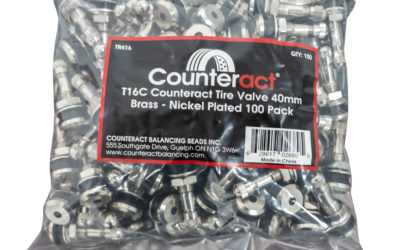 TR416
QTY: 100
Counteract
T16C Counteract Tire Valve 40mm
Brass - Nickel Plated 100 Pack
COUNTERACT BALANCING BEADS INC.
555 Southgate Drive, Guelph ON N1G 3W6
www.counteractbalancing.com
Made in China